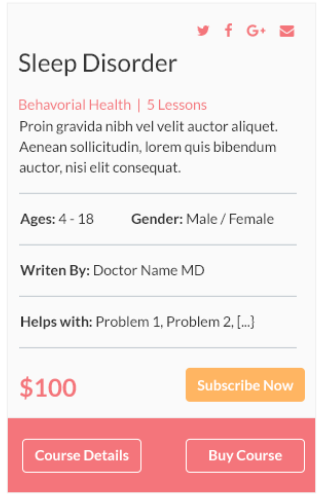 Sleep Disorder
Behavorial Health | 5 Lessons
Proin gravida nibh vel velit auctor aliquet.
Aenean sollicitudin, lorem quis bibendum
auctor, nisi elit consequat.
Ages: 4 - 18 Gender: Male / Female
Writen By: Doctor Name MD
Helps with: Problem 1, Problem 2, [...]
$100 Subscribe Now
Course Details Buy Course